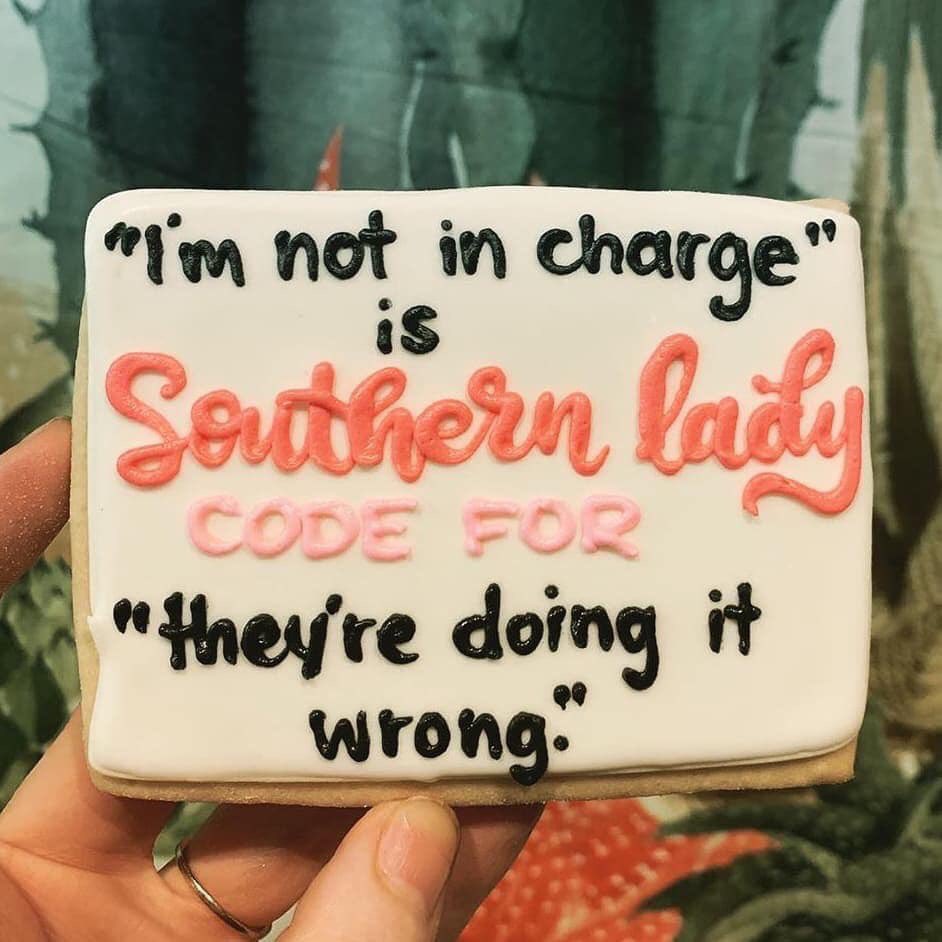 "I'm not in charge"
is
Southern lady
CODE FOR
"they're doing it
wrong."